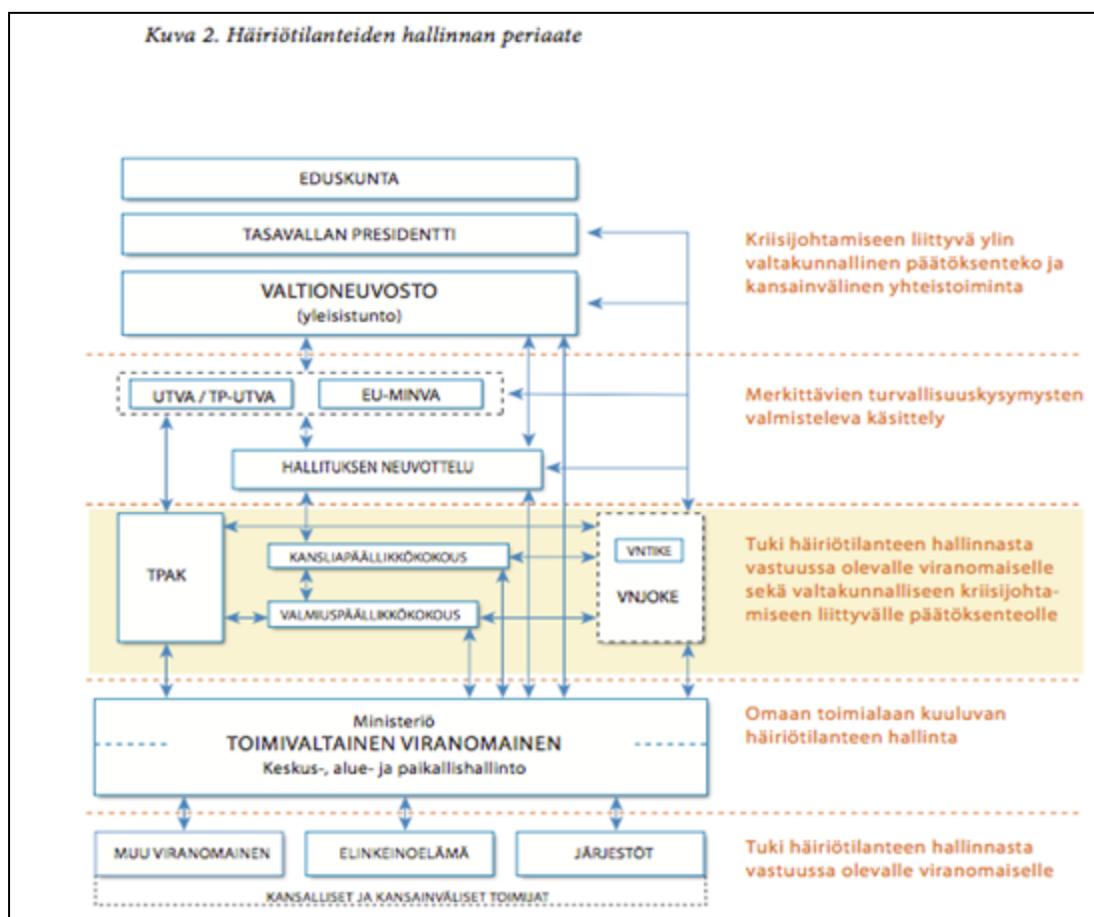 Kuva 2. Häiriötilanteiden hallinnan periaate
EDUSKUNTA
TASAVALLAN PRESIDENTTI
VALTIONEUVOSTO
(yleisistunto)
Kriisijohtamiseen liittyvä ylin
valtakunnallinen päätöksenteko ja
kansainvälinen yhteistoiminta
UTVA / TP-UTVA
EU-MINVA
HALLITUKSEN NEUVOTTELU
Merkittävien turvallisuuskysymysten
valmisteleva käsittely
TPAK
KANSLIAPÄÄLLIKKÖKOKOUS
VALMIUSPÄÄLLIKKÖKOKOUS
VNTIKE
VNJOKE
Tuki häiriötilanteen hallinnasta
vastuussa olevalle viranomaiselle
sekä valtakunnalliseen kriisijohta-
miseen liittyvälle päätöksenteolle
Ministeriö
TOIMIVALTAINEN VIRANOMAINEN
Keskus-, alue- ja paikallishallinto
Omaan toimialaan kuuluvan
häiriötilanteen hallinta
MUU VIRANOMAINEN
ELINKEINOELÄMÄ
JÄRJESTÖT
KANSALLISET JA KANSAINVÄLISET TOIMIJAT
Tuki häiriötilanteen hallinnasta
vastuussa olevalle viranomaiselle